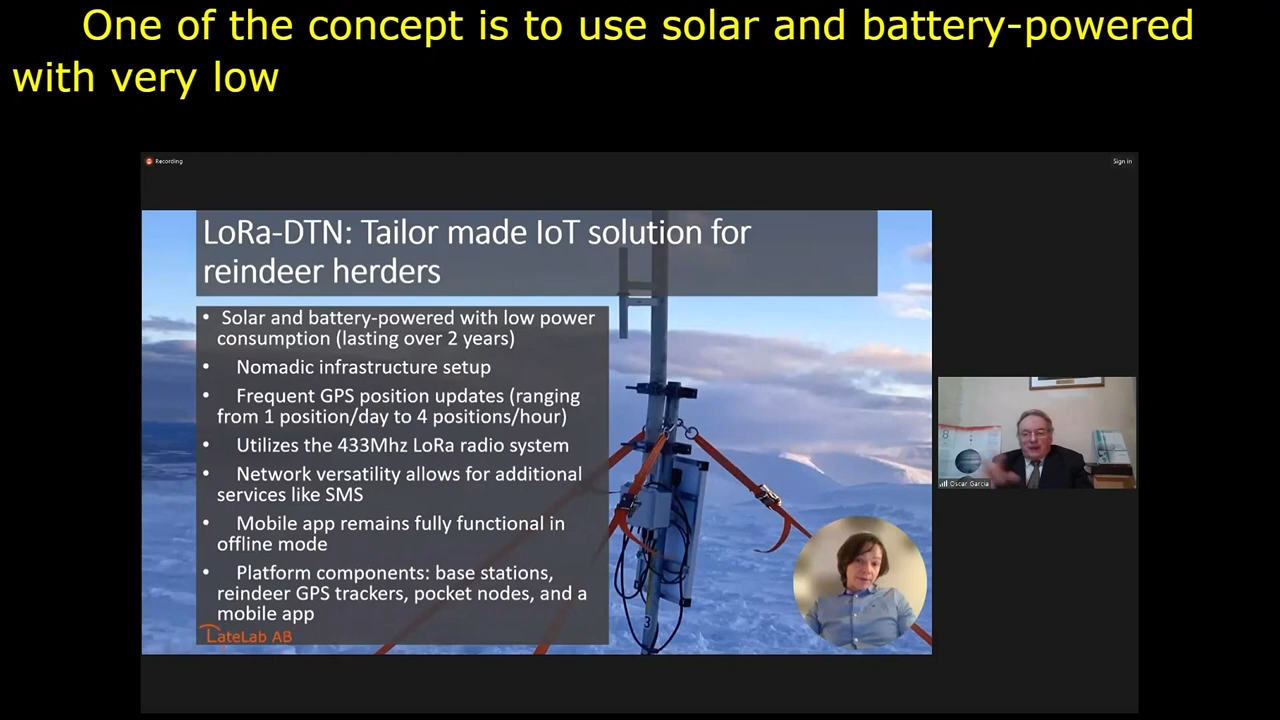 One of the concept is to use solar and battery-powered
with very low
Recording
Sign in
LoRa-DTN: Tailor made IoT solution for
reindeer herders
• Solar and battery-powered with low power
consumption (lasting over 2 years)
• Nomadic infrastructure setup
• Frequent GPS position updates (ranging
from 1 position/day to 4 positions/hour)
• Utilizes the 433Mhz LoRa radio system
• Network versatility allows for additional
services like SMS
• Mobile app remains fully functional in
offline mode
• Platform components: base stations,
reindeer GPS trackers, pocket nodes, and a
mobile app
DateLab AB
3
8
Oscar Garcia